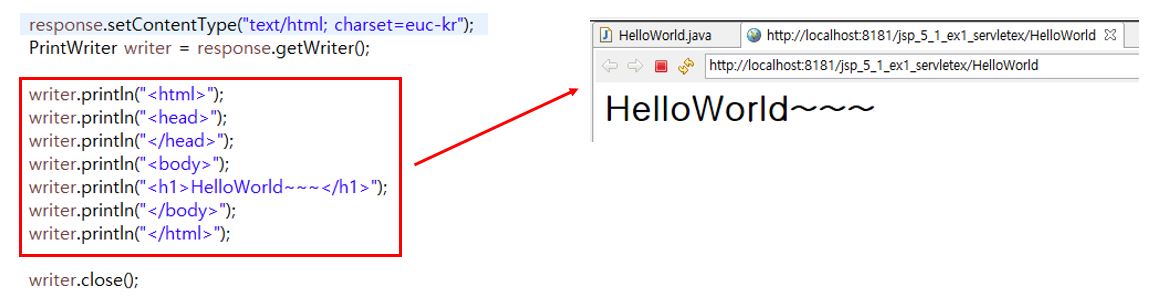 response.setContentType("text/html; charset=euc-kr");
PrintWriter writer = response.getWriter();
writer.println("<html>");
writer.println("<head>");
writer.println("</head>");
writer.println("<body>");
writer.println("<h1>HelloWorld~~~</h1>");
writer.println("</body>");
writer.println("</html>");
writer.close();
HelloWorld.java
http://localhost:8181/jsp_5_1_ex1_servletex/HelloWorld
http://localhost:8181/jsp_5_1_ex1_servletex/HelloWorld
HelloWorld~~~